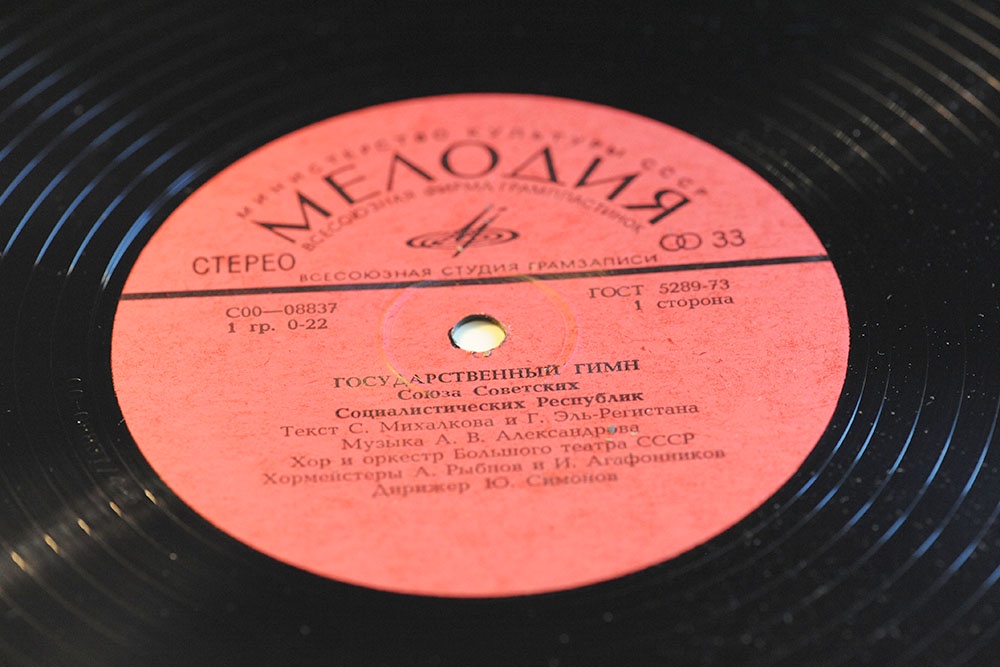 МИНИСТЕРСТВО КУЛЬТУРЫ СССР
МЕЛОДИЯ
ВСЕСОЮЗНАЯ ФИРМА ГРАМПЛАСТИНОК
СТЕРЕО
33
ВСЕСОЮЗНАЯ СТУДИЯ ГРАМЗАПИСИ
С00—08837
ГОСТ 5289-73
1 гр. 0-22
1 сторона
ГОСУДАРСТВЕННЫЙ ГИМН
Союза Советских
Социалистических Республик
Текст С. Михалкова и Г. Эль-Регистана
Музыка А. В. Александрова
Хор и оркестр Большого театра СССР
Хормейстеры А. Рыбнов и И. Агафонников
Дирижер Ю. Симонов